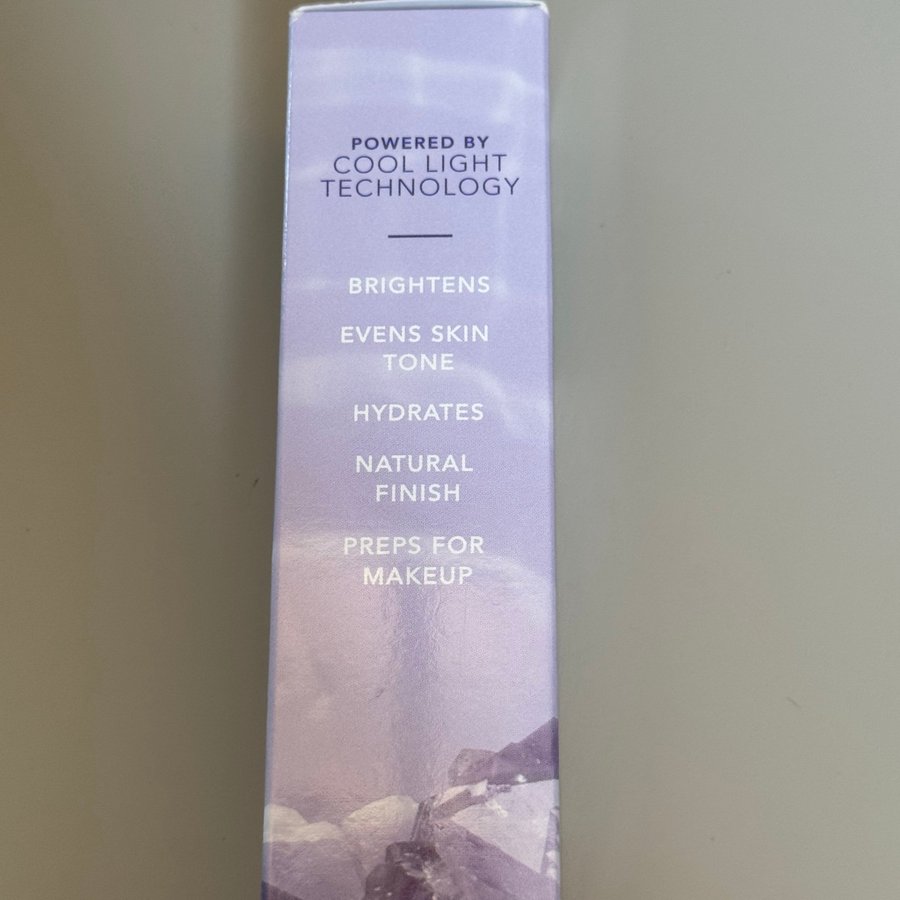 POWERED BY
COOL LIGHT
TECHNOLOGY
BRIGHTENS
EVENS SKIN
TONE
HYDRATES
NATURAL
FINISH
PREPS FOR
MAKEUP